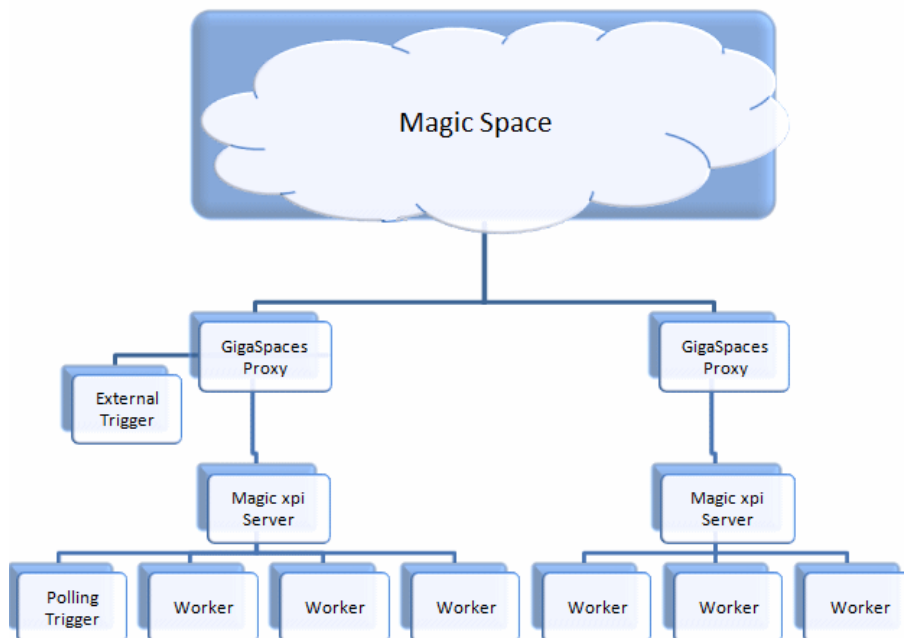 Magic Space
GigaSpaces
Proxy
GigaSpaces
Proxy
External
Trigger
Magic xpi
Server
Magic xpi
Server
Polling
Trigger
Worker
Worker
Worker
Worker
Worker
Worker